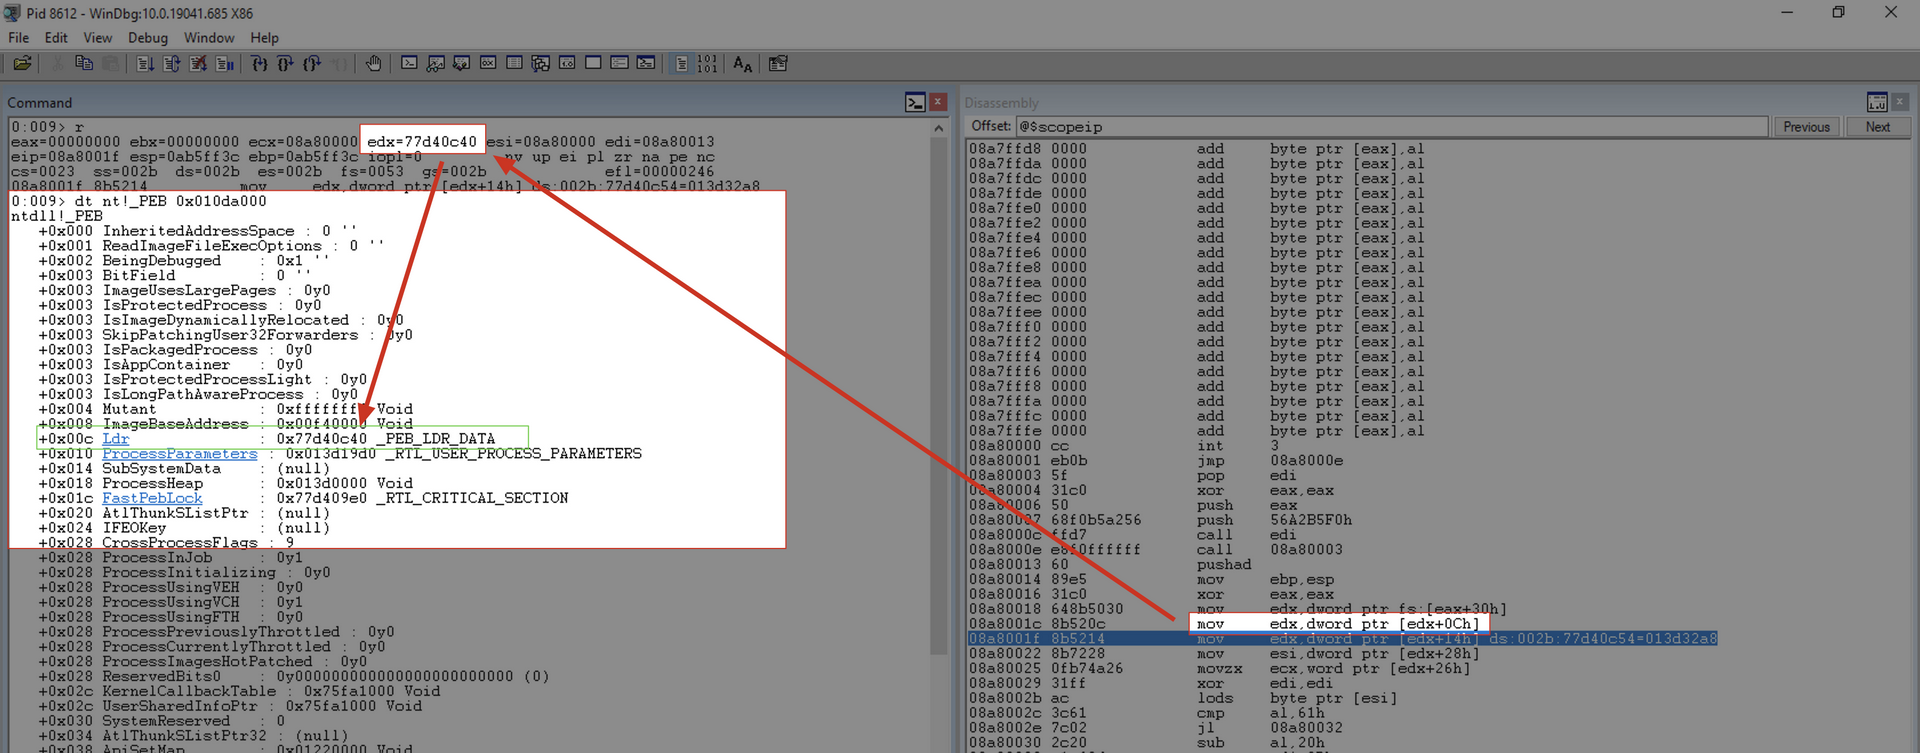 Pid 8612 - WinDbg:10.0.19041.685 X86
File Edit View Debug Window Help
Command
0:009> r
eax=00000000 ebx=00000000 ecx=08a80000 edx=77d40c40 esi=08a80000 edi=08a80013
eip=08a8001f esp=0ab5ff3c ebp=0ab5ff3c iopl=0 nv up ei pl zr na pe nc
cs=0023 ss=002b ds=002b es=002b fs=0053 gs=002b efl=00000246
08a8001f 8b5214 mov edx,dword ptr [edx+14h] ds:002b:77d40c54=013d32a8
0:009> dt nt!_PEB 0x010da000
ntdll!_PEB
+0x000 InheritedAddressSpace : 0 ''
+0x001 ReadImageFileExecOptions : 0 ''
+0x002 BeingDebugged : 0x1 ''
+0x003 BitField : 0 ''
+0x003 ImageUsesLargePages : 0y0
+0x003 IsProtectedProcess : 0y0
+0x003 IsImageDynamicallyRelocated : 0y0
+0x003 SkipPatchingUser32Forwarders : 0y0
+0x003 IsPackagedProcess : 0y0
+0x003 IsAppContainer : 0y0
+0x003 IsProtectedProcessLight : 0y0
+0x003 IsLongPathAwareProcess : 0y0
+0x004 Mutant : Void
+0x008 ImageBaseAddress : 0x00f40000 Void
+0x00c Ldr : 0x77d40c40 _PEB_LDR_DATA
+0x010 ProcessParameters : 0x013d19d0 _RTL_USER_PROCESS_PARAMETERS
+0x014 SubSystemData : (null)
+0x018 ProcessHeap : 0x013d0000 Void
+0x01c FastPebLock : 0x77d409e0 _RTL_CRITICAL_SECTION
+0x020 AtlThunkSListPtr : (null)
+0x024 IFEOKey : (null)
+0x028 CrossProcessFlags : 9
+0x028 ProcessInJob : 0y1
+0x028 ProcessInitializing : 0y0
+0x028 ProcessUsingVEH : 0y0
+0x028 ProcessUsingVCH : 0y1
+0x028 ProcessUsingFTH : 0y0
+0x028 ProcessPreviouslyThrottled : 0y0
+0x028 ProcessCurrentlyThrottled : 0y0
+0x028 ProcessImagesHotPatched : 0y0
+0x028 ReservedBits0 : (0)
+0x02c KernelCallbackTable : 0x75fa1000 Void
+0x02c UserSharedInfoPtr : 0x75fa1000 Void
+0x030 SystemReserved : 0
+0x034 AtlThunkSListPtr32 : (null)
+0x038 ApiSetMap : 0x01220000 Void
Disassembly
Offset: @$scopeip Previous Next
08a7ffd8 0000 add byte ptr [eax],al
08a7ffda 0000 add byte ptr [eax],al
08a7ffdc 0000 add byte ptr [eax],al
08a7ffde 0000 add byte ptr [eax],al
08a7ffe0 0000 add byte ptr [eax],al
08a7ffe2 0000 add byte ptr [eax],al
08a7ffe4 0000 add byte ptr [eax],al
08a7ffe6 0000 add byte ptr [eax],al
08a7ffe8 0000 add byte ptr [eax],al
08a7ffea 0000 add byte ptr [eax],al
08a7ffec 0000 add byte ptr [eax],al
08a7ffee 0000 add byte ptr [eax],al
08a7fff0 0000 add byte ptr [eax],al
08a7fff2 0000 add byte ptr [eax],al
08a7fff4 0000 add byte ptr [eax],al
08a7fff6 0000 add byte ptr [eax],al
08a7fff8 0000 add byte ptr [eax],al
08a7fffa 0000 add byte ptr [eax],al
08a7fffc 0000 add byte ptr [eax],al
08a7fffe 0000 add byte ptr [eax],al
08a80000 cc int 3
08a80001 eb0b jmp 08a8000e
08a80003 5f pop edi
08a80004 31c0 xor eax,eax
08a80006 50 push eax
08a80007 68f0b5a256 push 56A2B5F0h
08a8000c ffd7 call edi
08a8000e e8f0ffffff call 08a80003
08a80013 60 pushad
08a80014 89e5 mov ebp,esp
08a80016 31c0 xor eax,eax
08a80018 648b5030 mov edx,dword ptr fs:[eax+30h]
08a8001c 8b520c mov edx,dword ptr [edx+0Ch]
08a8001f 8b5214 mov edx,dword ptr [edx+14h] ds:002b:77d40c54=013d32a8
08a80022 8b7228 mov esi,dword ptr [edx+28h]
08a80025 0fb74a26 movzx ecx,word ptr [edx+26h]
08a80029 31ff xor edi,edi
08a8002b ac lods byte ptr [esi]
08a8002c 3c61 cmp al,61h
08a8002e 7c02 jl 08a80032
08a80030 2c20 sub al,20h